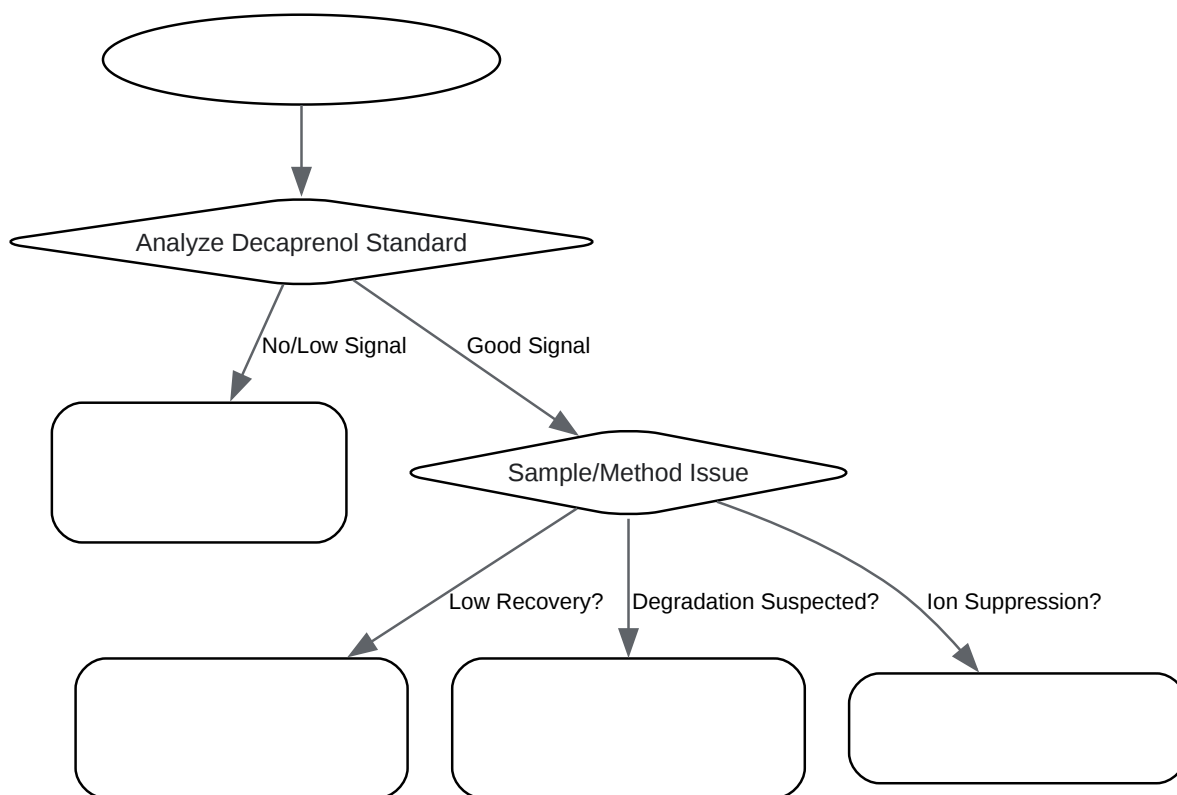 Analyze Decaprenol Standard
No/Low Signal
Good Signal
Sample/Method Issue
Low Recovery?
Degradation Suspected?
Ion Suppression?